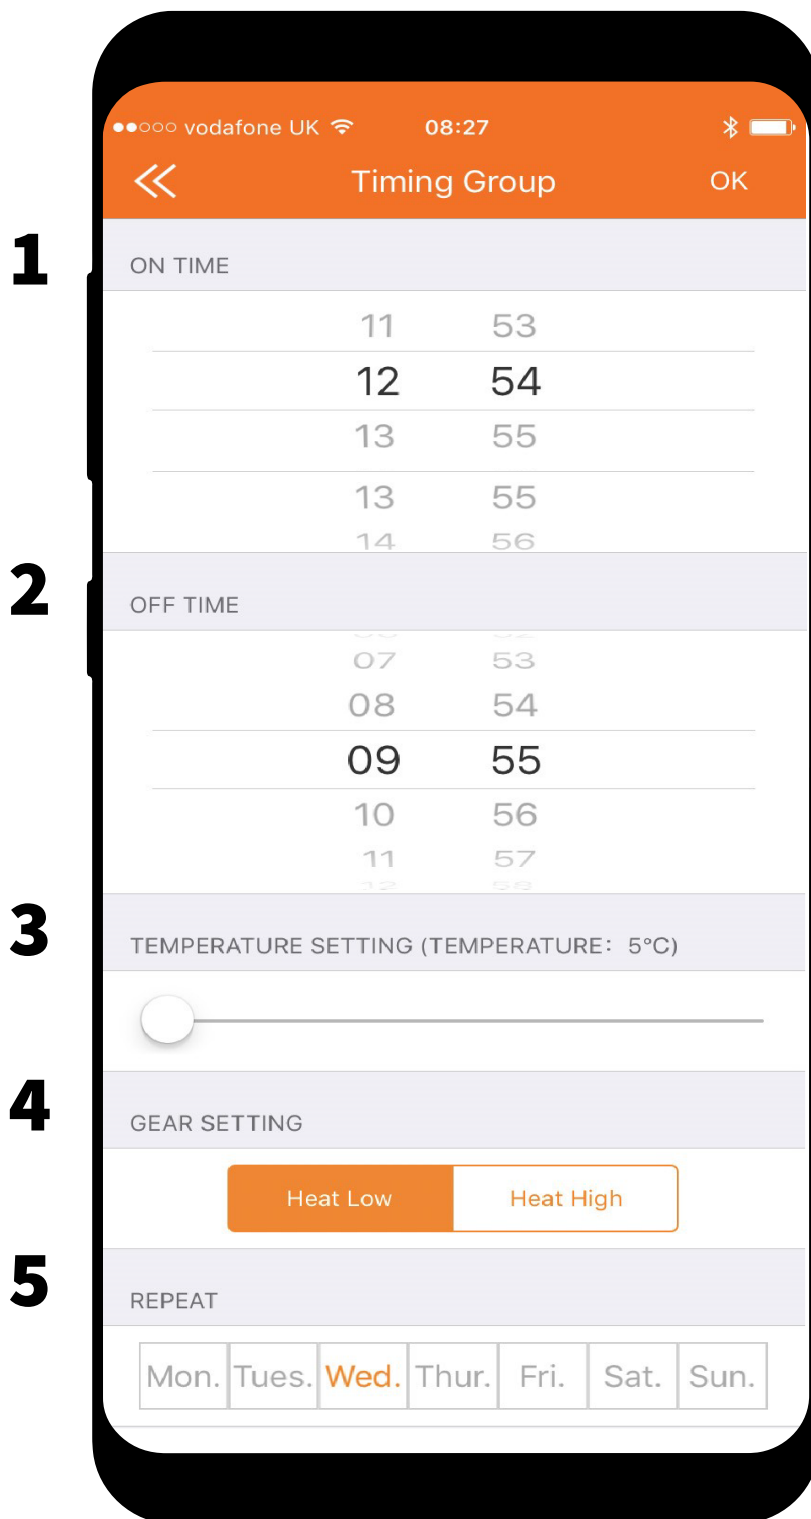 vodafone UK 08:27
Timing Group OK
1
ON TIME
11 53
12 54
13 55
13 55
14 56
2
OFF TIME
07 53
08 54
09 55
10 56
11 57
12 58
3
TEMPERATURE SETTING (TEMPERATURE: 5°C)
4
GEAR SETTING
Heat Low Heat High
5
REPEAT
Mon. Tues. Wed. Thur. Fri. Sat. Sun.